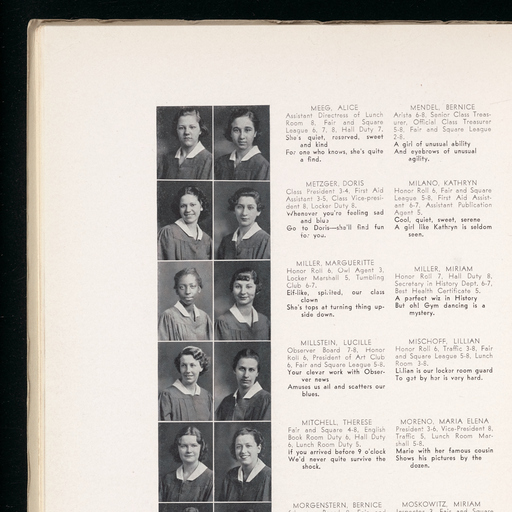 MEEG, ALICE
Assistant Directress of Lunch
Room 8, Fair and Square
League 6, 7, 8, Hall Duty 7.
She's quiet, reserved, sweet
and kind
For one who knows, she's quite
a find.
METZGER, DORIS
Class President 3-4, First Aid
Assistant 3-5, Class Vice-presi-
dent 8, Locker Duty 8.
Whenever you're feeling sad
and blue
Go to Doris—she'll find fun
for you.
MILLER, MARGUERITTE
Honor Roll 6, Owl Agent 3,
Locker Marshall 5, Tumbling
Club 6-7.
Elf-like, spirited, our class
clown
She's tops at turning thing up-
side down.
MILLSTEIN, LUCILLE
Observer Board 7-8, Honor
Roll 6, President of Art Club
6, Fair and Square League 5-8.
Your clever work with Obser-
ver news
Amuses us all and scatters our
blues.
MITCHELL, THERESE
Fair and Square 4-8, English
Book Room Duty 6, Hall Duty
6, Lunch Room Duty 5.
If you arrived before 9 o'clock
We'd never quite survive the
shock.
MORGENSTERN, BERNICE
MENDEL, BERNICE
Arista 6-8, Senior Class Treas-
urer, Official Class Treasurer
5-8, Fair and Square League
2-8.
A girl of unusual ability
And eyebrows of unusual
agility.
MILANO, KATHRYN
Honor Roll 6, Fair and Square
League 5-8, First Aid Assist-
ant 6-7, Assistant Publication
Agent 5.
Cool, quiet, sweet, serene
A girl like Kathryn is seldom
seen.
MILLER, MIRIAM
Honor Roll 7, Hall Duty 8,
Secretary in History Dept. 6-7,
Best Health Certificate 5.
A perfect wiz in History
But oh! Gym dancing is a
mystery.
MISCHOFF, LILLIAN
Honor Roll 6, Traffic 3-8, Fair
and Square League 5-8, Lunch
Room 3-8.
Lillian is our locker room guard
To get by her is very hard.
MORENO, MARIA ELENA
President 3-6, Vice-President 8,
Traffic 5, Lunch Room Mar-
shall 5-8.
Marie with her famous cousin
Shows his pictures by the
dozen.
MOSKOWITZ, MIRIAM